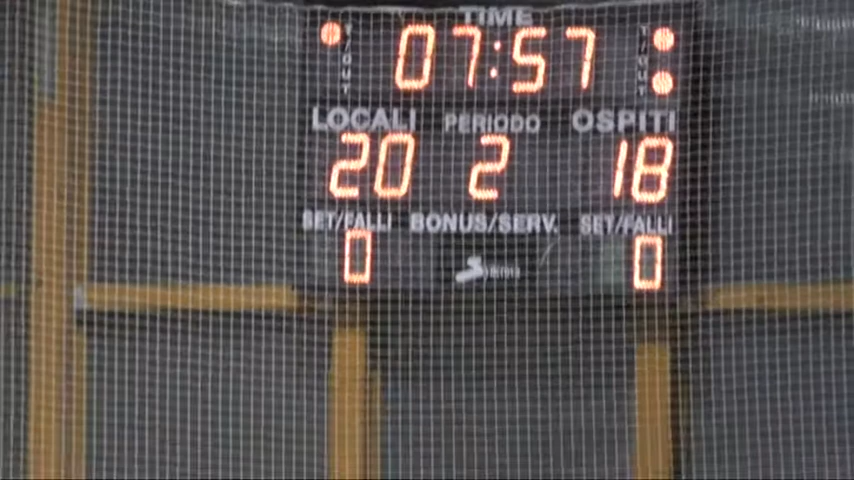 TIME
T/OUT 07:57 T/OUT
LOCALI PERIODO OSPITI
20 2 18
SET/FALLI BONUS/SERV. SET/FALLI
0 0